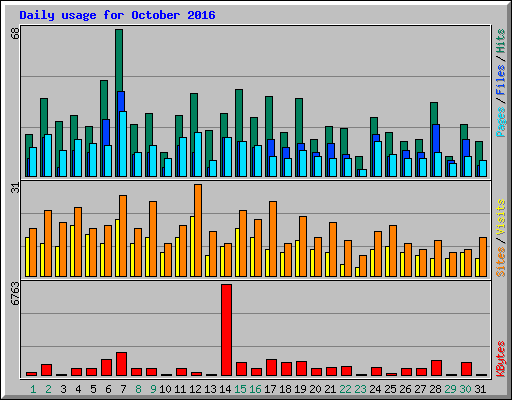 Daily usage for October 2016
68
Pages / Files / Hits
31
Sites / Visits
6763
KBytes
1 2 3 4 5 6 7 8 9 10 11 12 13 14 15 16 17 18 19 20 21 22 23 24 25 26 27 28 29 30 31